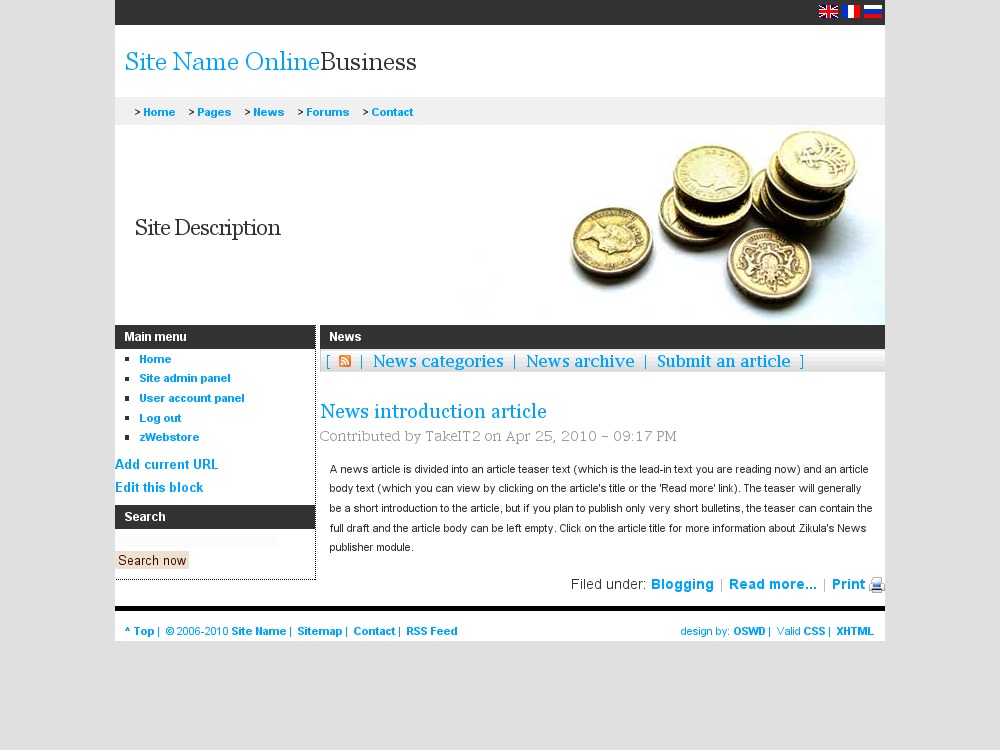 Site Name OnlineBusiness
> Home > Pages > News > Forums > Contact
Site Description
Main menu
Home
Site admin panel
User account panel
Log out
zWebstore
Add current URL
Edit this block
Search
Search now
News
[ | News categories | News archive | Submit an article ]
News introduction article
Contributed by TakeIT2 on Apr 25, 2010 - 09:17 PM
A news article is divided into an article teaser text (which is the lead-in text you are reading now) and an article
body text (which you can view by clicking on the article's title or the 'Read more' link). The teaser will generally
be a short introduction to the article, but if you plan to publish only very short bulletins, the teaser can contain the
full draft and the article body can be left empty. Click on the article title for more information about Zikula's News
publisher module.
Filed under: Blogging | Read more... | Print
^ Top | © 2006-2010 Site Name | Sitemap | Contact | RSS Feed
design by: OSWD | Valid CSS | XHTML